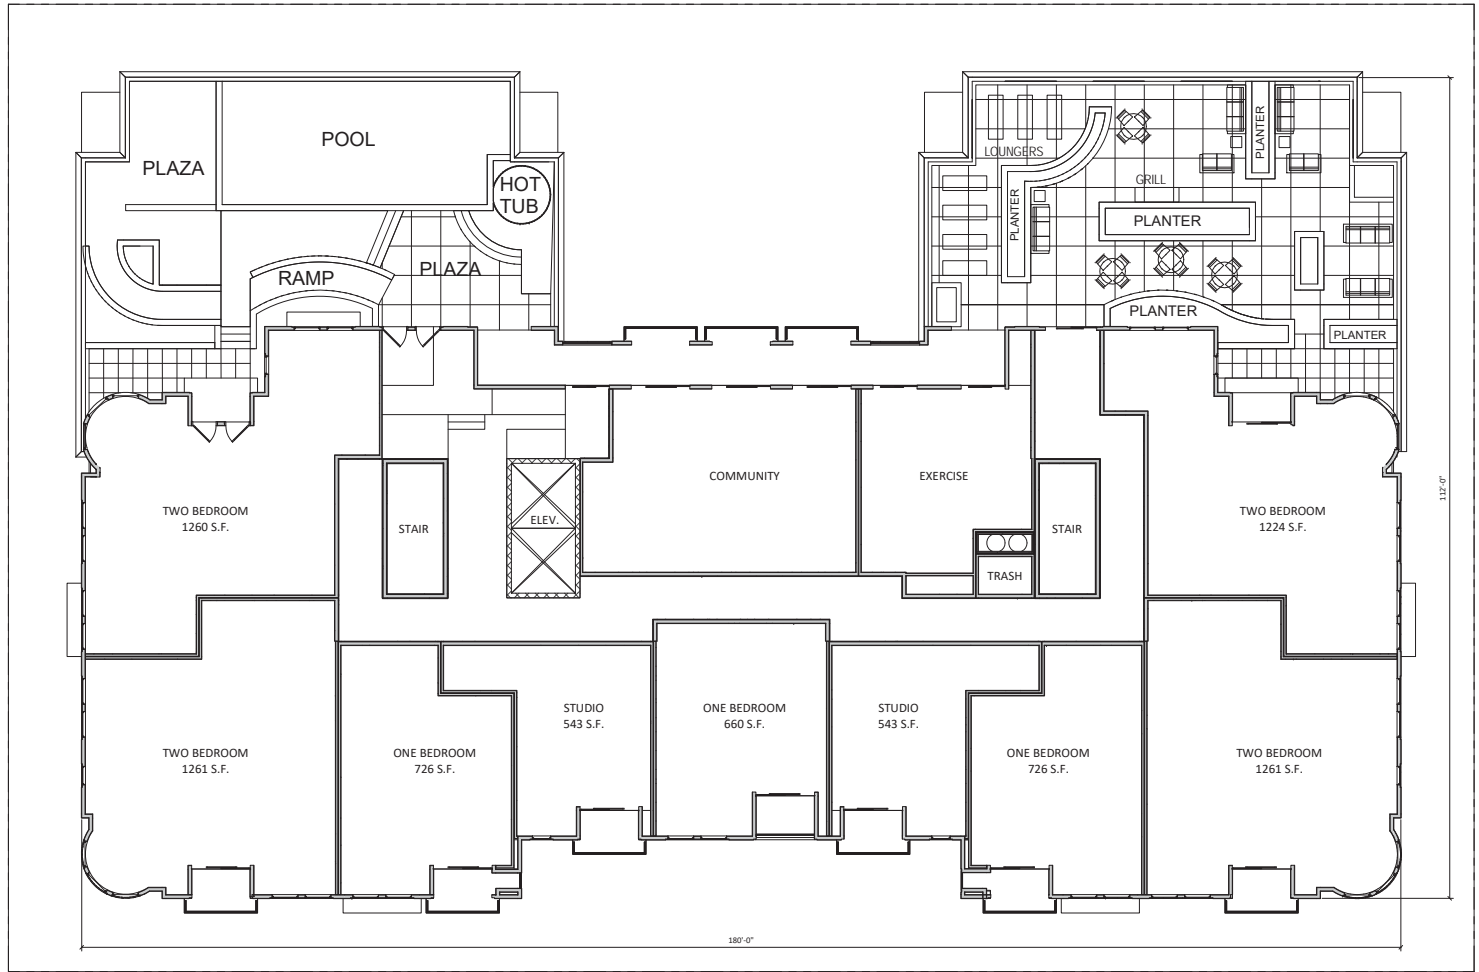 POOL
PLAZA
HOT
TUB
PLAZA
RAMP
LOUNGERS
PLANTER
GRILL
PLANTER
PLANTER
PLANTER
PLANTER
COMMUNITY
EXERCISE
TWO BEDROOM
1260 S.F.
STAIR
ELEV.
STAIR
TWO BEDROOM
1224 S.F.
112'-0"
TRASH
STUDIO
543 S.F.
ONE BEDROOM
660 S.F.
STUDIO
543 S.F.
TWO BEDROOM
1261 S.F.
ONE BEDROOM
726 S.F.
ONE BEDROOM
726 S.F.
TWO BEDROOM
1261 S.F.
180'-0"